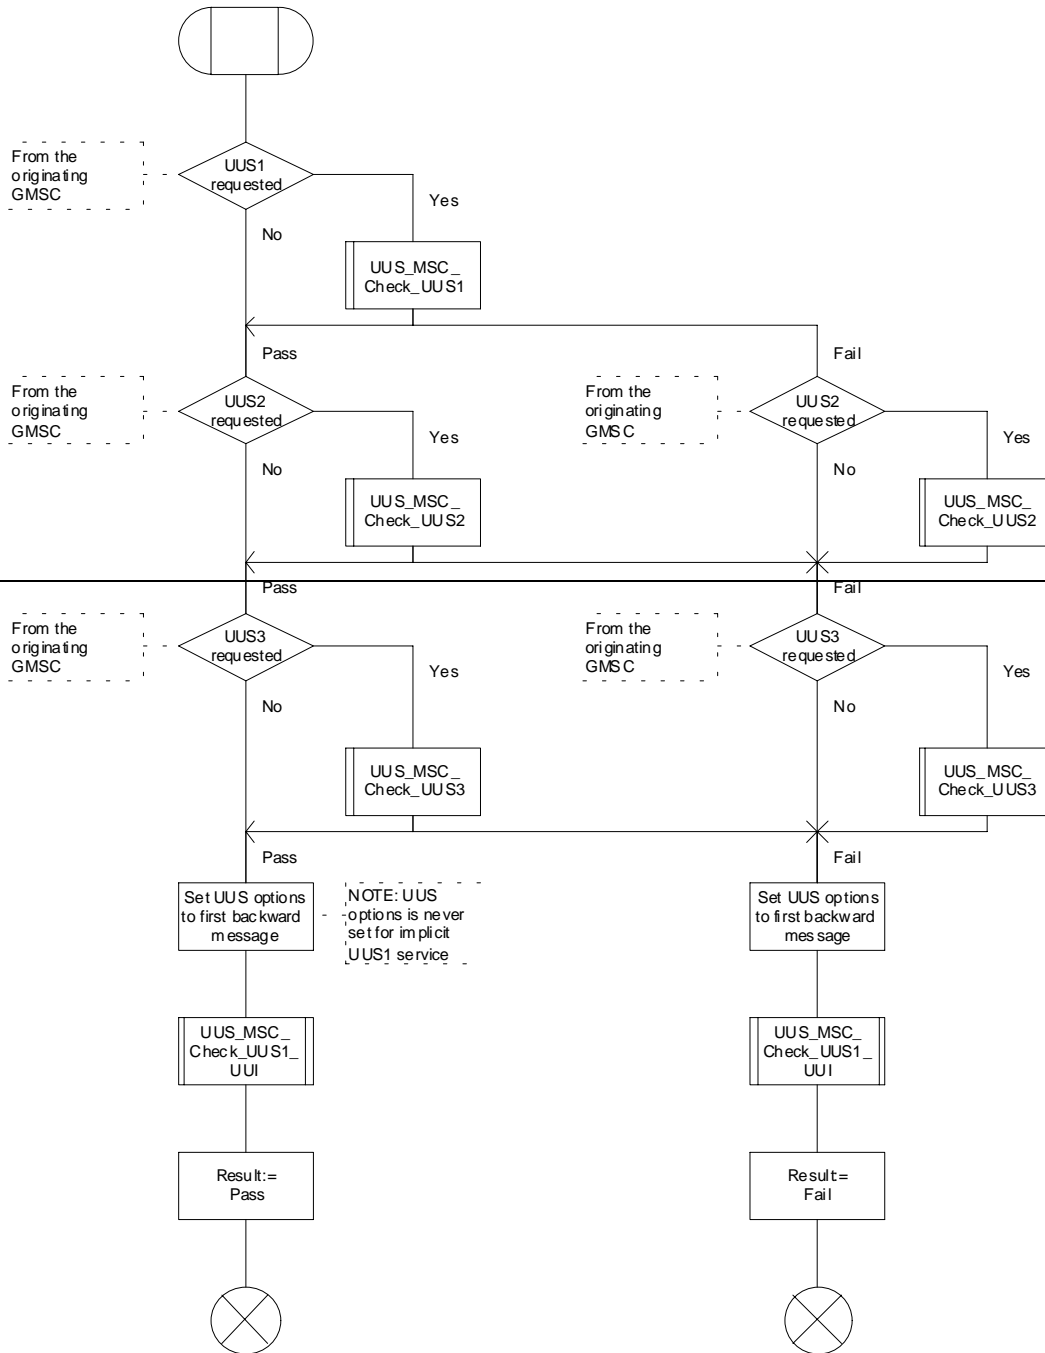 From the
originating
GMSC
UUS1
requested
Yes
No
UUS_MSC_
Check_UUS1
Pass
Fail
From the
originating
GMSC
UUS2
requested
Yes
No
UUS_MSC_
Check_UUS2
From the
originating
GMSC
UUS2
requested
Yes
No
UUS_MSC_
Check_UUS2
Pass
Fail
From the
originating
GMSC
UUS3
requested
Yes
No
UUS_MSC_
Check_UUS3
From the
originating
GMSC
UUS3
requested
Yes
No
UUS_MSC_
Check_UUS3
Pass
Fail
Set UUS options
to first backward
message
NOTE: UUS
options is never
set for implicit
UUS1 service
Set UUS options
to first backward
message
UUS_MSC_
Check_UUS1_
UUI
UUS_MSC_
Check_UUS1_
UUI
Result:=
Pass
Result=
Fail